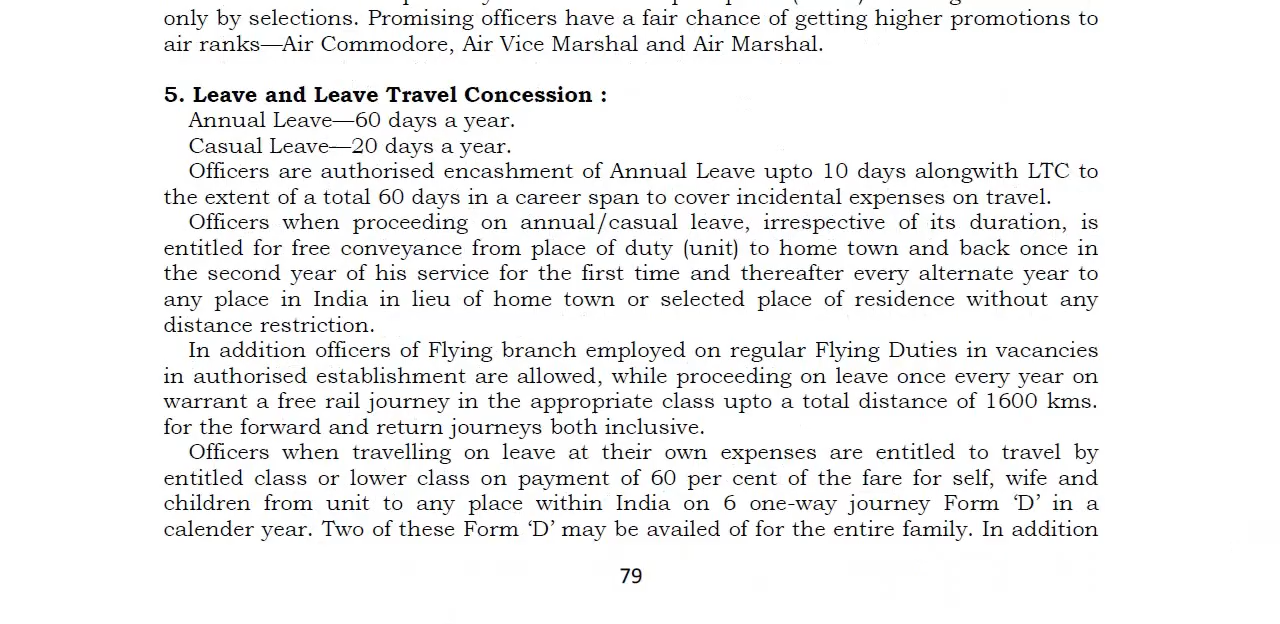 only by selections. Promising officers have a fair chance of getting higher promotions to
air ranks—Air Commodore, Air Vice Marshal and Air Marshal.
5. Leave and Leave Travel Concession :
Annual Leave—60 days a year.
Casual Leave—20 days a year.
Officers are authorised encashment of Annual Leave upto 10 days alongwith LTC to
the extent of a total 60 days in a career span to cover incidental expenses on travel.
Officers when proceeding on annual/casual leave, irrespective of its duration, is
entitled for free conveyance from place of duty (unit) to home town and back once in
the second year of his service for the first time and thereafter every alternate year to
any place in India in lieu of home town or selected place of residence without any
distance restriction.
In addition officers of Flying branch employed on regular Flying Duties in vacancies
in authorised establishment are allowed, while proceeding on leave once every year on
warrant a free rail journey in the appropriate class upto a total distance of 1600 kms.
for the forward and return journeys both inclusive.
Officers when travelling on leave at their own expenses are entitled to travel by
entitled class or lower class on payment of 60 per cent of the fare for self, wife and
children from unit to any place within India on 6 one-way journey Form ‘D’ in a
calender year. Two of these Form ‘D’ may be availed of for the entire family. In addition
79